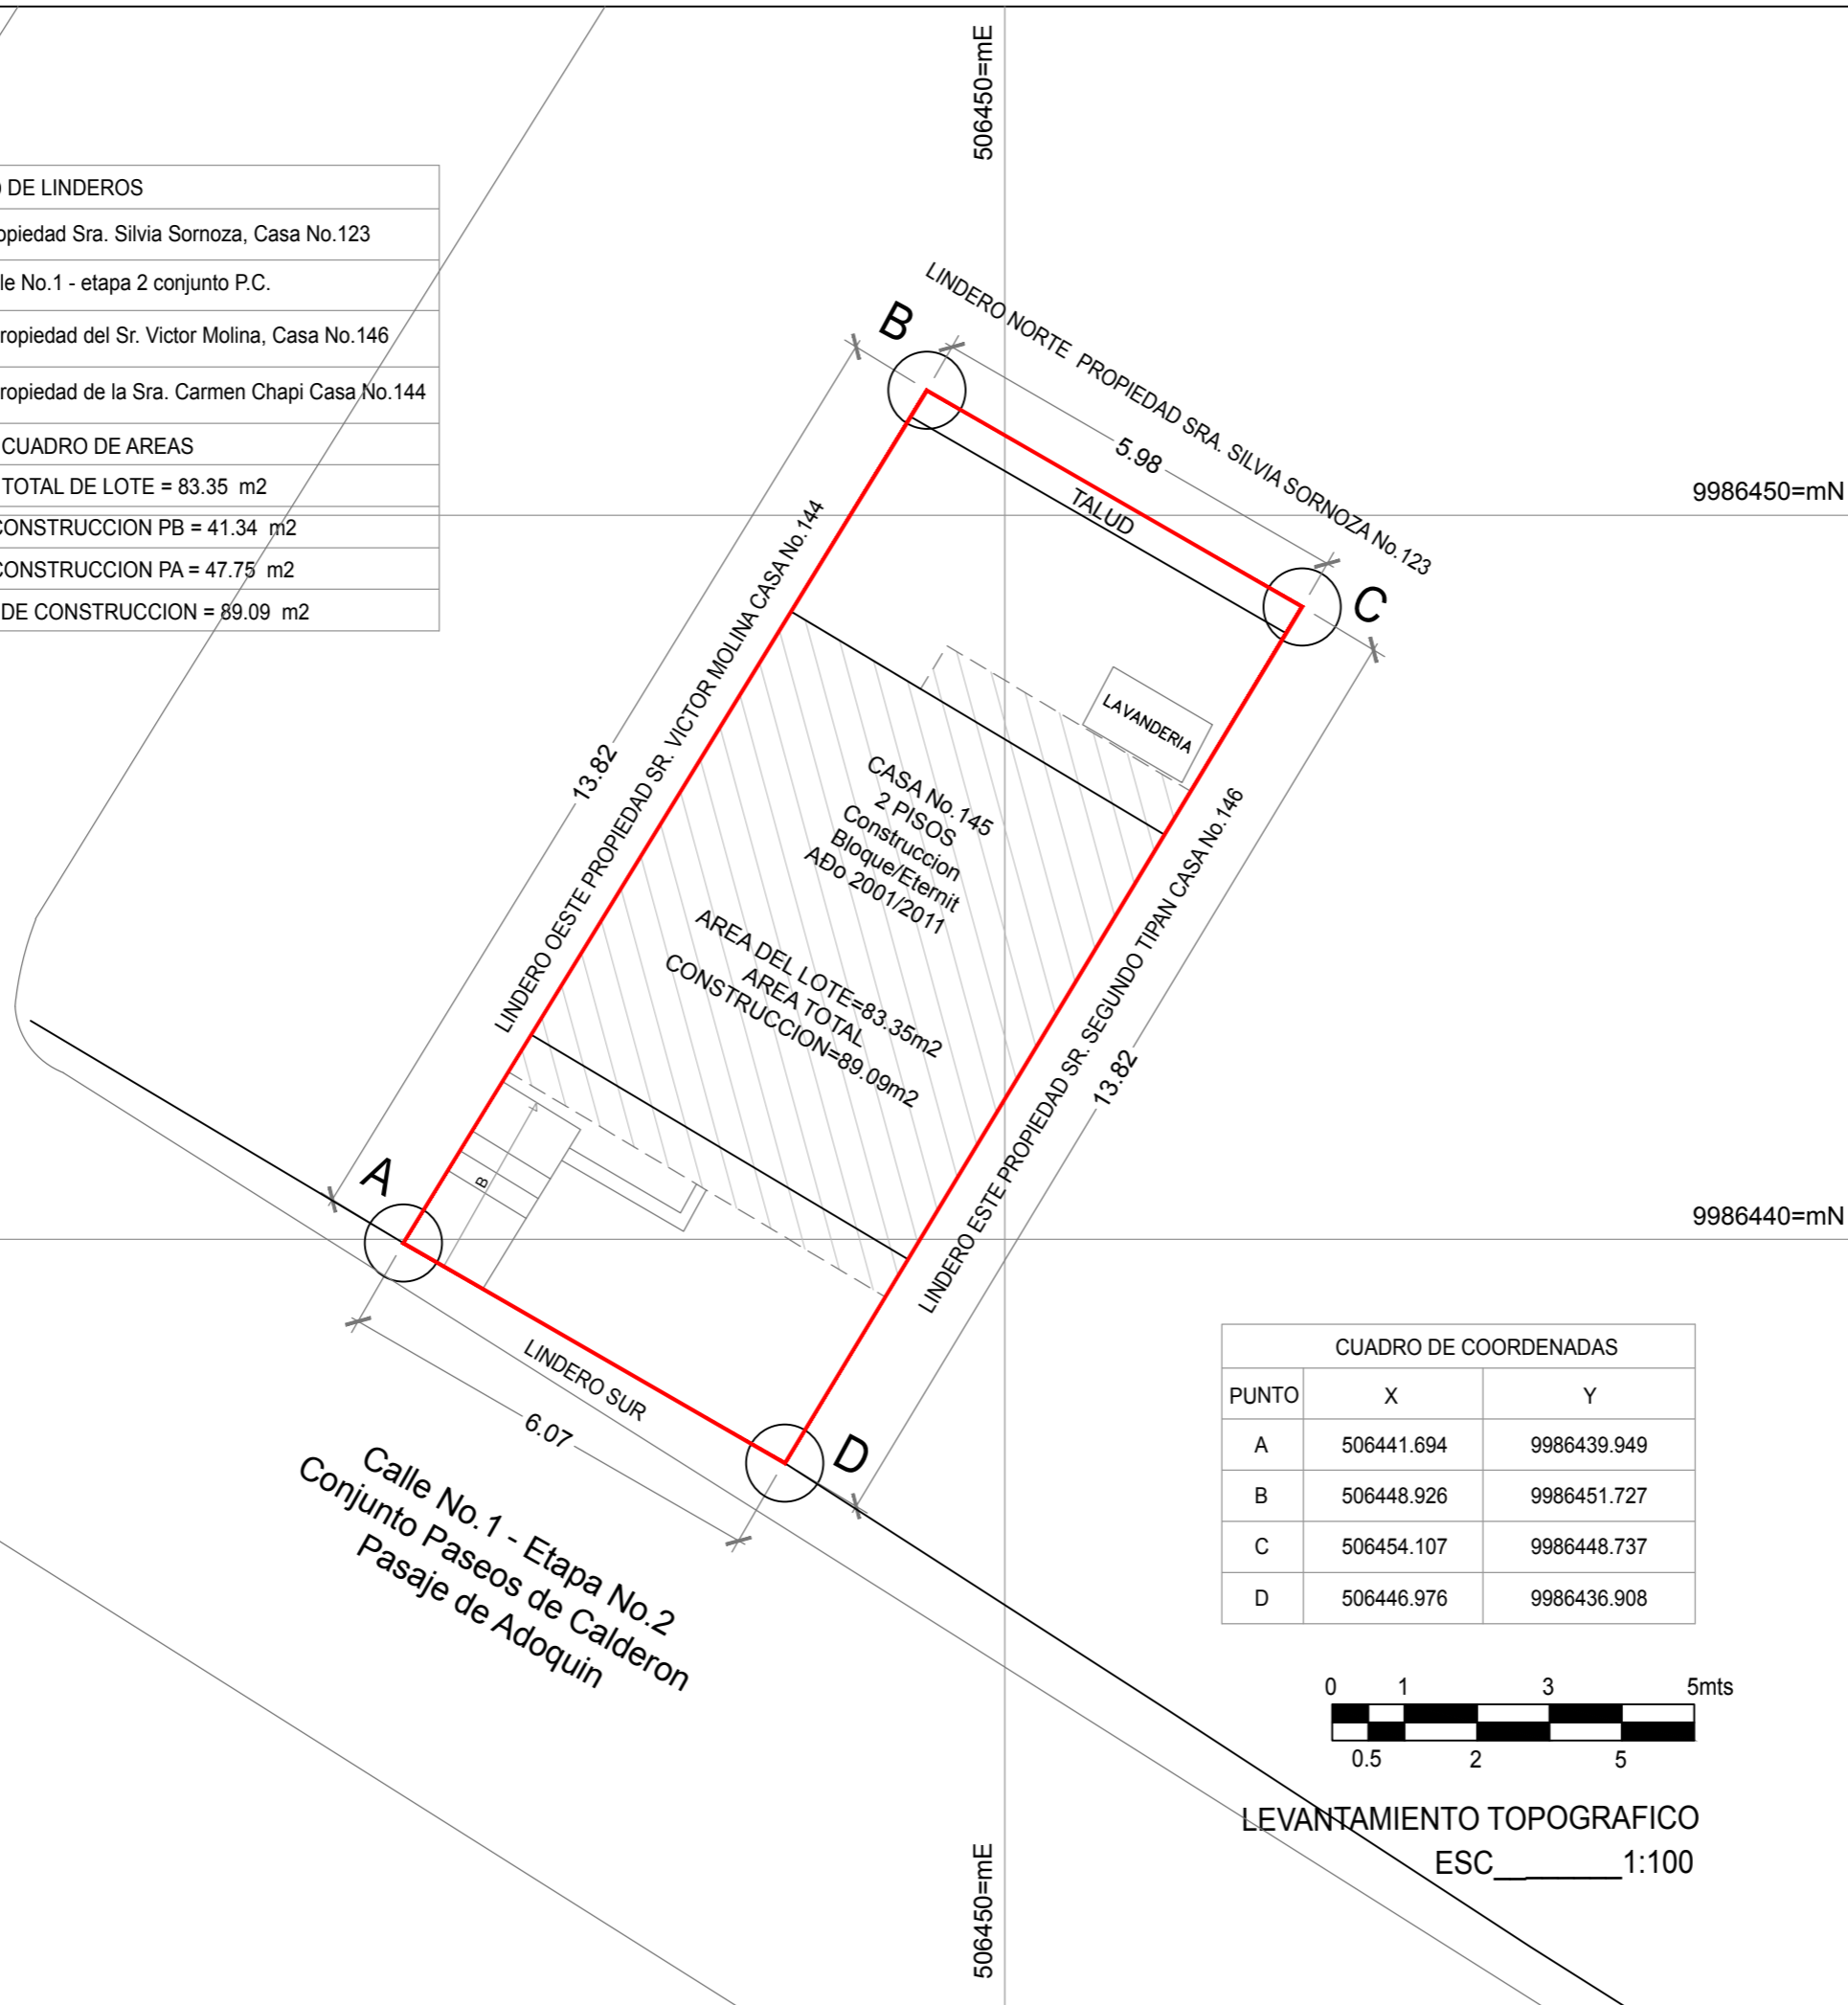 506450=mE
DE LINDEROS
opiedad Sra. Silvia Sornoza, Casa No.123
le No.1 - etapa 2 conjunto P.C.
ropiedad del Sr. Victor Molina, Casa No.146
ropiedad de la Sra. Carmen Chapi Casa No.144
CUADRO DE AREAS
TOTAL DE LOTE = 83.35 m2
CONSTRUCCION PB = 41.34 m2
CONSTRUCCION PA = 47.75 m2
DE CONSTRUCCION = 89.09 m2
B
LINDERO NORTE PROPIEDAD SRA. SILVIA SORNOZA No.123
5.98
TALUD
C
9986450=mN
LINDERO OESTE PROPIEDAD SR. VICTOR MOLINA CASA No.144
13.82
LAVANDERIA
CASA No.145
2 PISOS
Construccion
Bloque/Eternit
AÐo 2001/2011
AREA DEL LOTE=83.35m2
AREA TOTAL
CONSTRUCCION=89.09m2
LINDERO ESTE PROPIEDAD SR. SEGUNDO TIPAN CASA No.146
13.82
A
B
9986440=mN
LINDERO SUR
6.07
D
Calle No.1 - Etapa No.2
Conjunto Paseos de Calderon
Pasaje de Adoquin
CUADRO DE COORDENADAS
PUNTO X Y
A 506441.694 9986439.949
B 506448.926 9986451.727
C 506454.107 9986448.737
D 506446.976 9986436.908
0 1 3 5mts
0.5 2 5
LEVANTAMIENTO TOPOGRAFICO
ESC________1:100
506450=mE